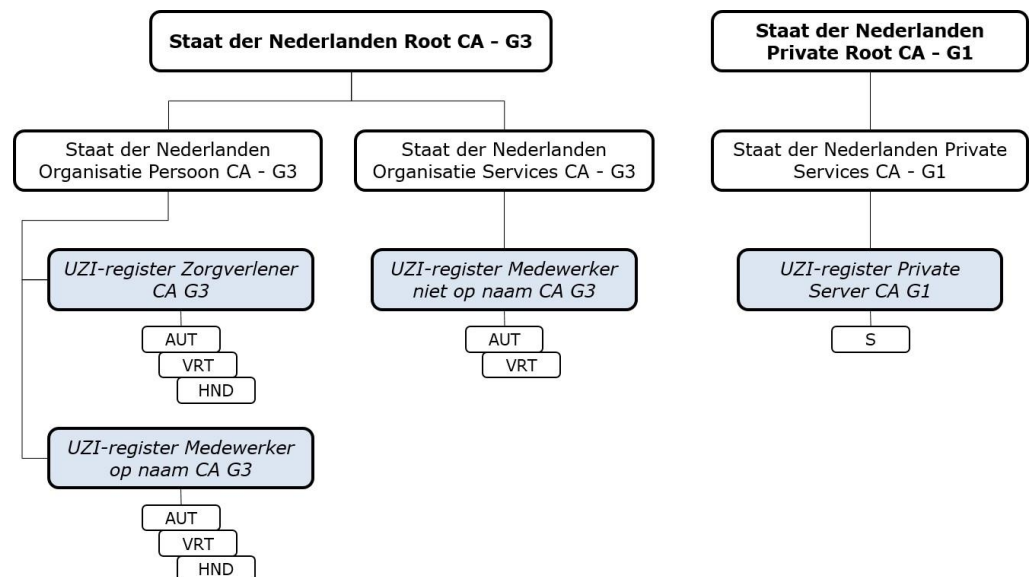 Staat der Nederlanden Root CA - G3
Staat der Nederlanden
Private Root CA - G1
Staat der Nederlanden
Organisatie Persoon CA - G3
Staat der Nederlanden
Organisatie Services CA - G3
Staat der Nederlanden Private
Services CA - G1
UZI-register Zorgverlener
CA G3
UZI-register Medewerker
niet op naam CA G3
UZI-register Private
Server CA G1
AUT
VRT
HND
AUT
VRT
S
UZI-register Medewerker
op naam CA G3
AUT
VRT
HND